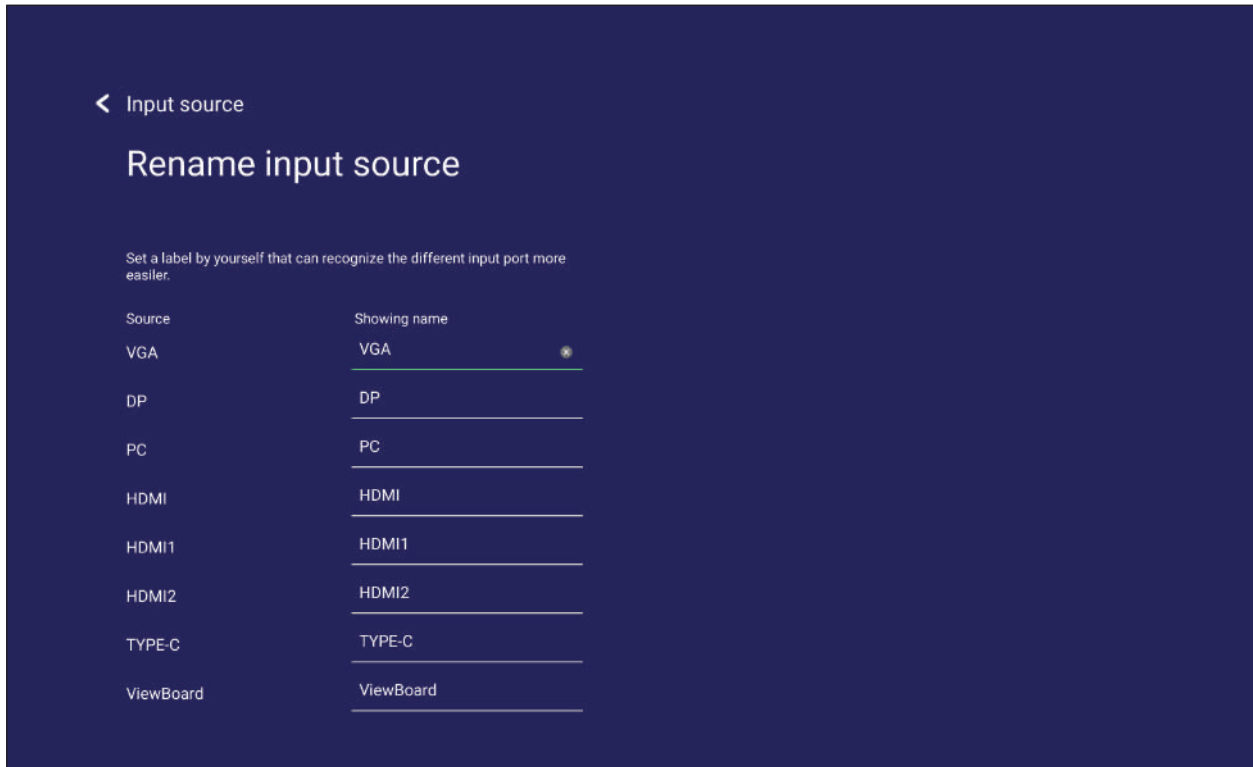 Input source
Rename input source
Set a label by yourself that can recognize the different input port more
easiler.
Source Showing name
VGA VGA
DP DP
PC PC
HDMI HDMI
HDMI1 HDMI1
HDMI2 HDMI2
TYPE-C TYPE-C
ViewBoard ViewBoard